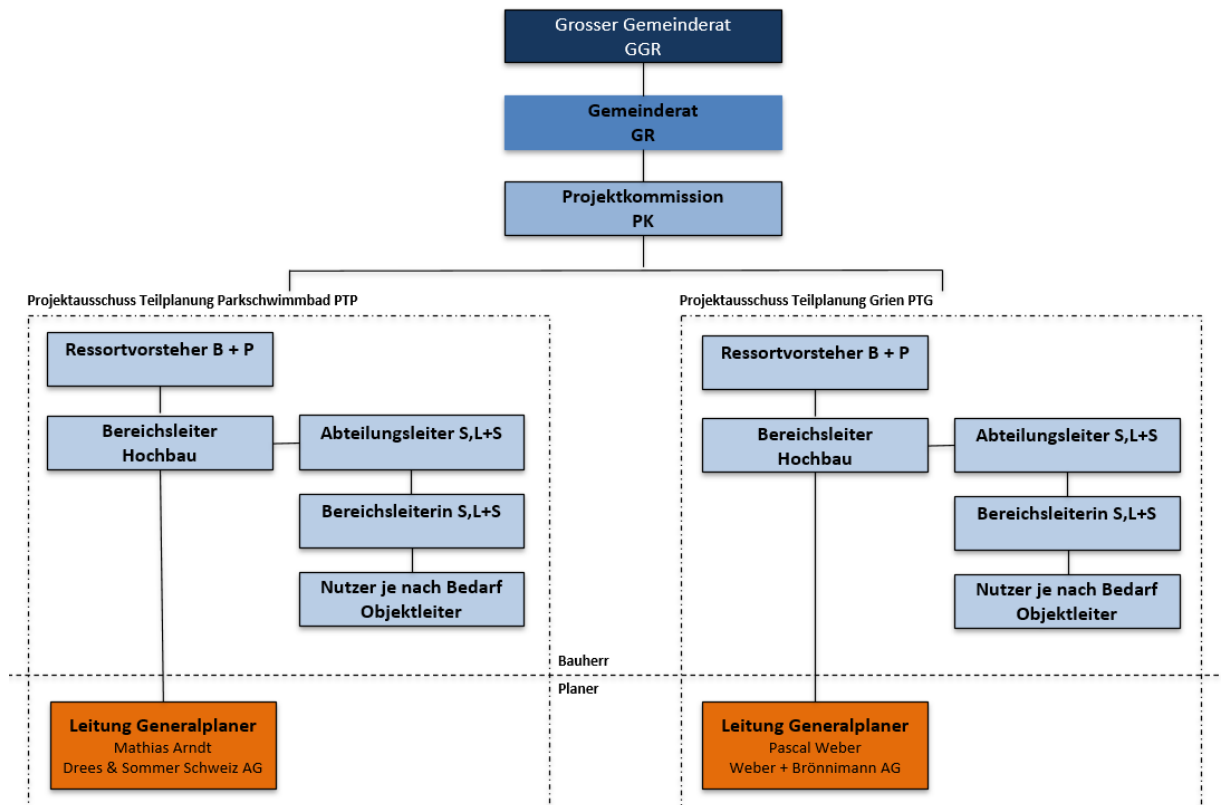 Grosser Gemeinderat
GGR
Gemeinderat
GR
Projektkommission
PK
Projektausschuss Teilplanung Parkschwimmbad PTP
Ressortvorsteher B + P
Bereichsleiter
Hochbau
Abteilungsleiter S,L+S
Bereichsleiterin S,L+S
Nutzer je nach Bedarf
Objektleiter
Projektausschuss Teilplanung Grien PTG
Ressortvorsteher B + P
Bereichsleiter
Hochbau
Abteilungsleiter S,L+S
Bereichsleiterin S,L+S
Nutzer je nach Bedarf
Objektleiter
Bauherr
Planer
Leitung Generalplaner
Mathias Arndt
Drees & Sommer Schweiz AG
Leitung Generalplaner
Pascal Weber
Weber + Brönnimann AG